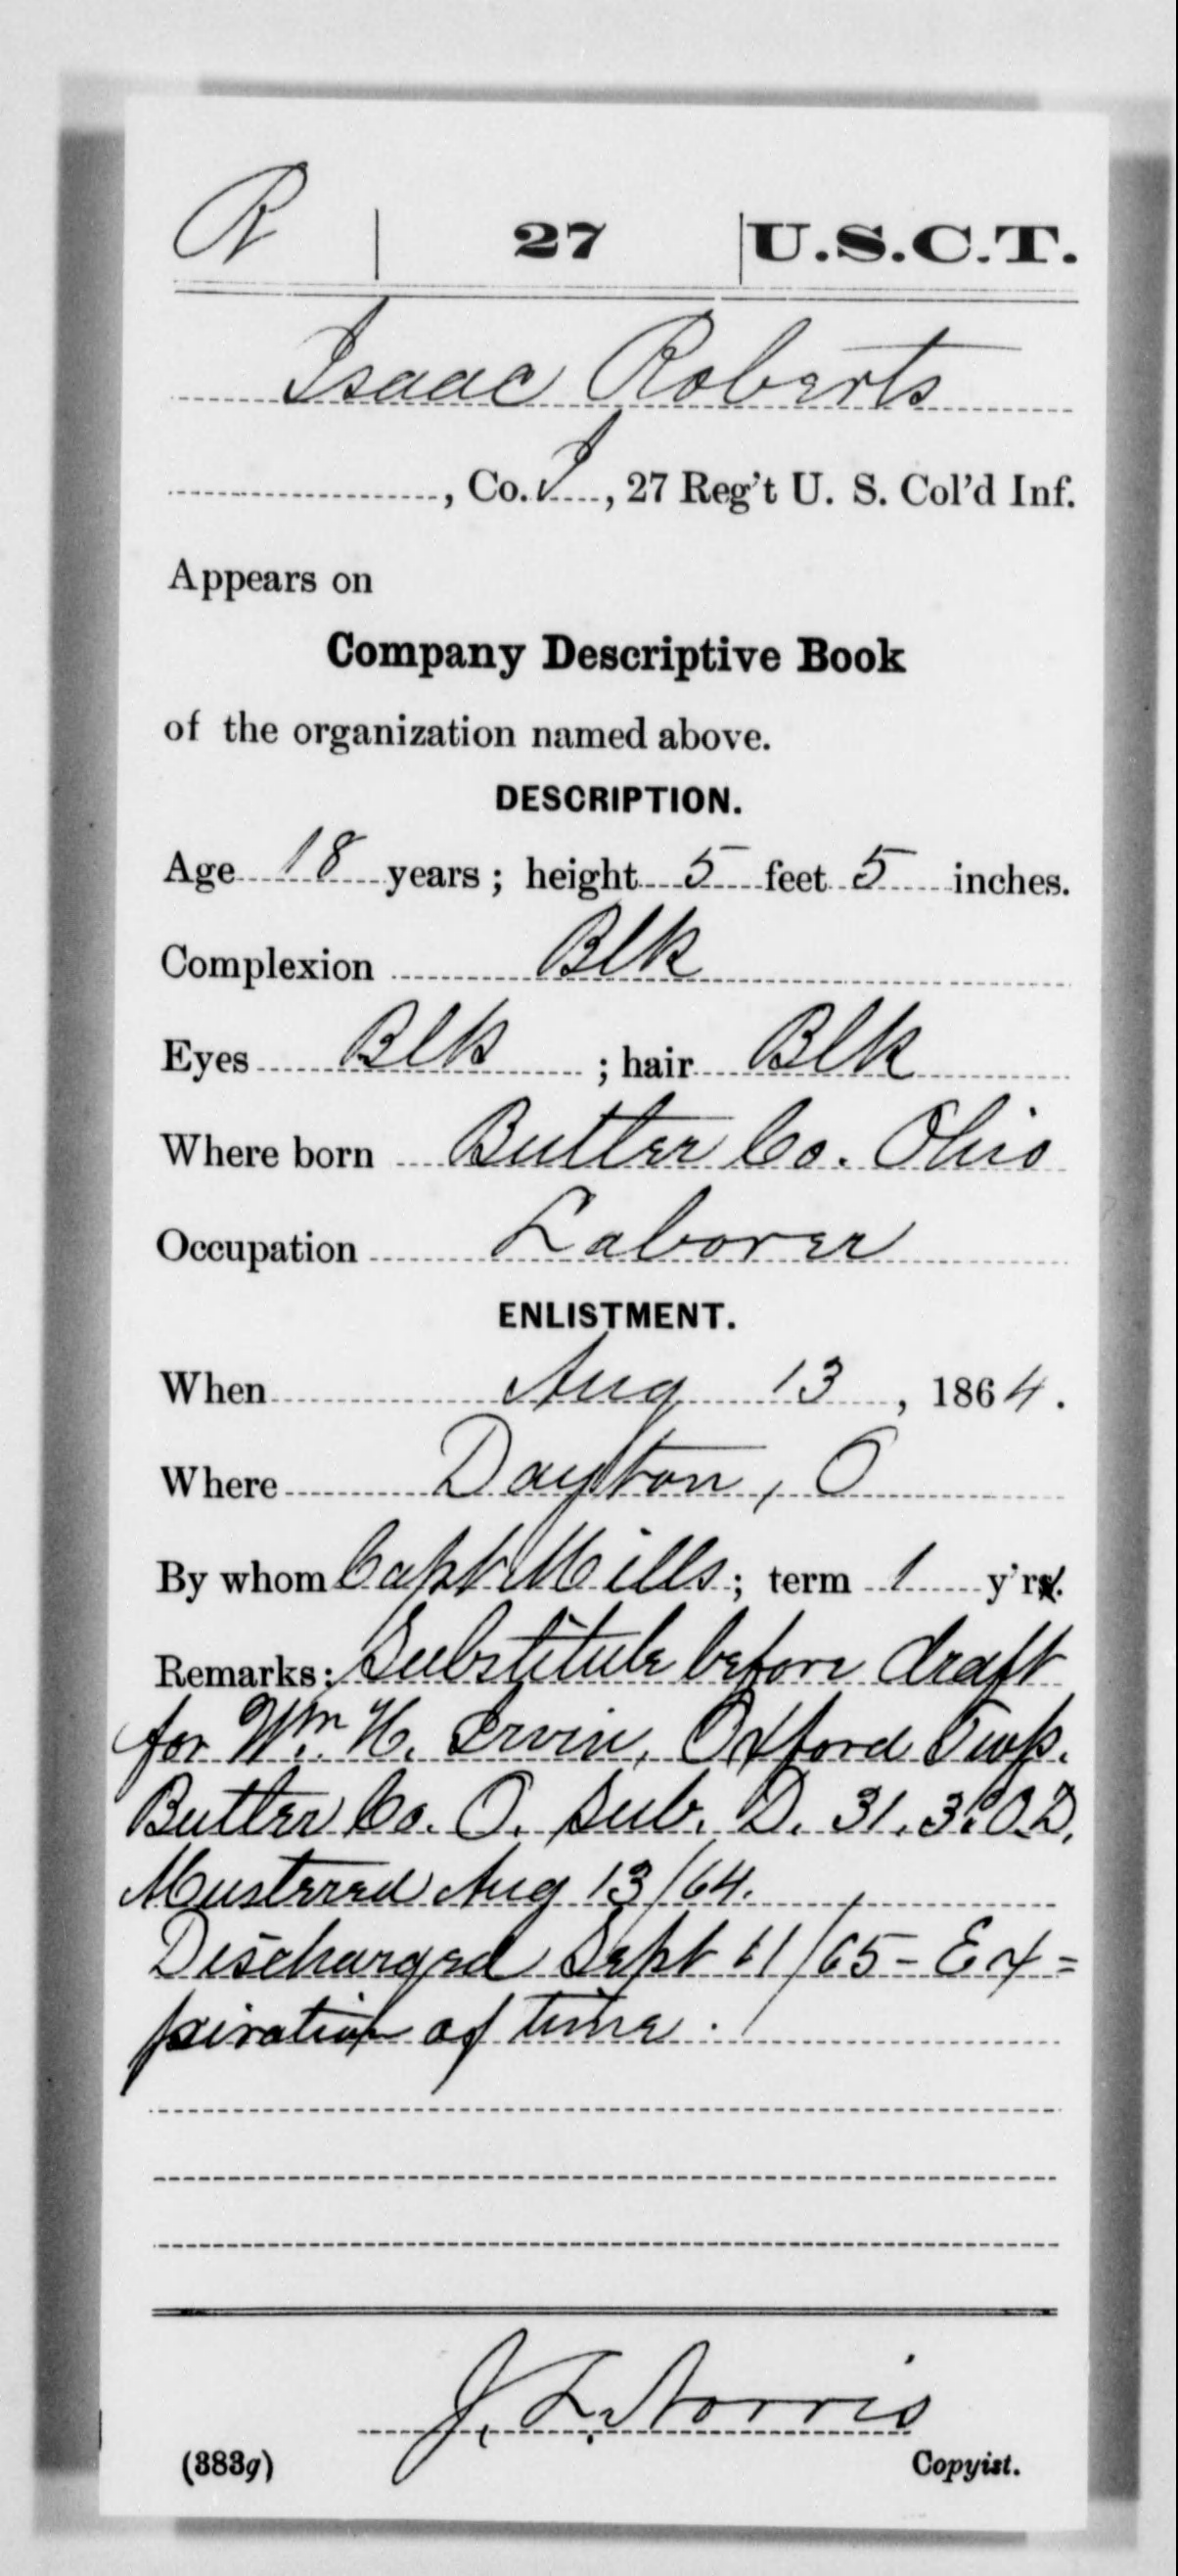 R | 27 | U.S.C.T.
Isaac Roberts
, Co. I, 27 Reg't U. S. Col'd Inf.
Appears on
Company Descriptive Book
of the organization named above.
DESCRIPTION.
Age 18 years; height 5 feet 5 inches.
Complexion Blk
Eyes Blk ; hair Blk
Where born Butler Co. Ohio
Occupation Laborer
ENLISTMENT.
When Aug 13, 1864.
Where Dayton, O
By whom Capt Mills; term 1 y'r.
Remarks: Substitute before draft
for Wm. H. Irvin, Oxford Twp.
Butler Co. O. Sub. D. 31. 3. O.D.
Mustered Aug 13/64.
Discharged Sept 11/65 - Ex=
piration of time.
J. L. Norris
(383g) Copyist.